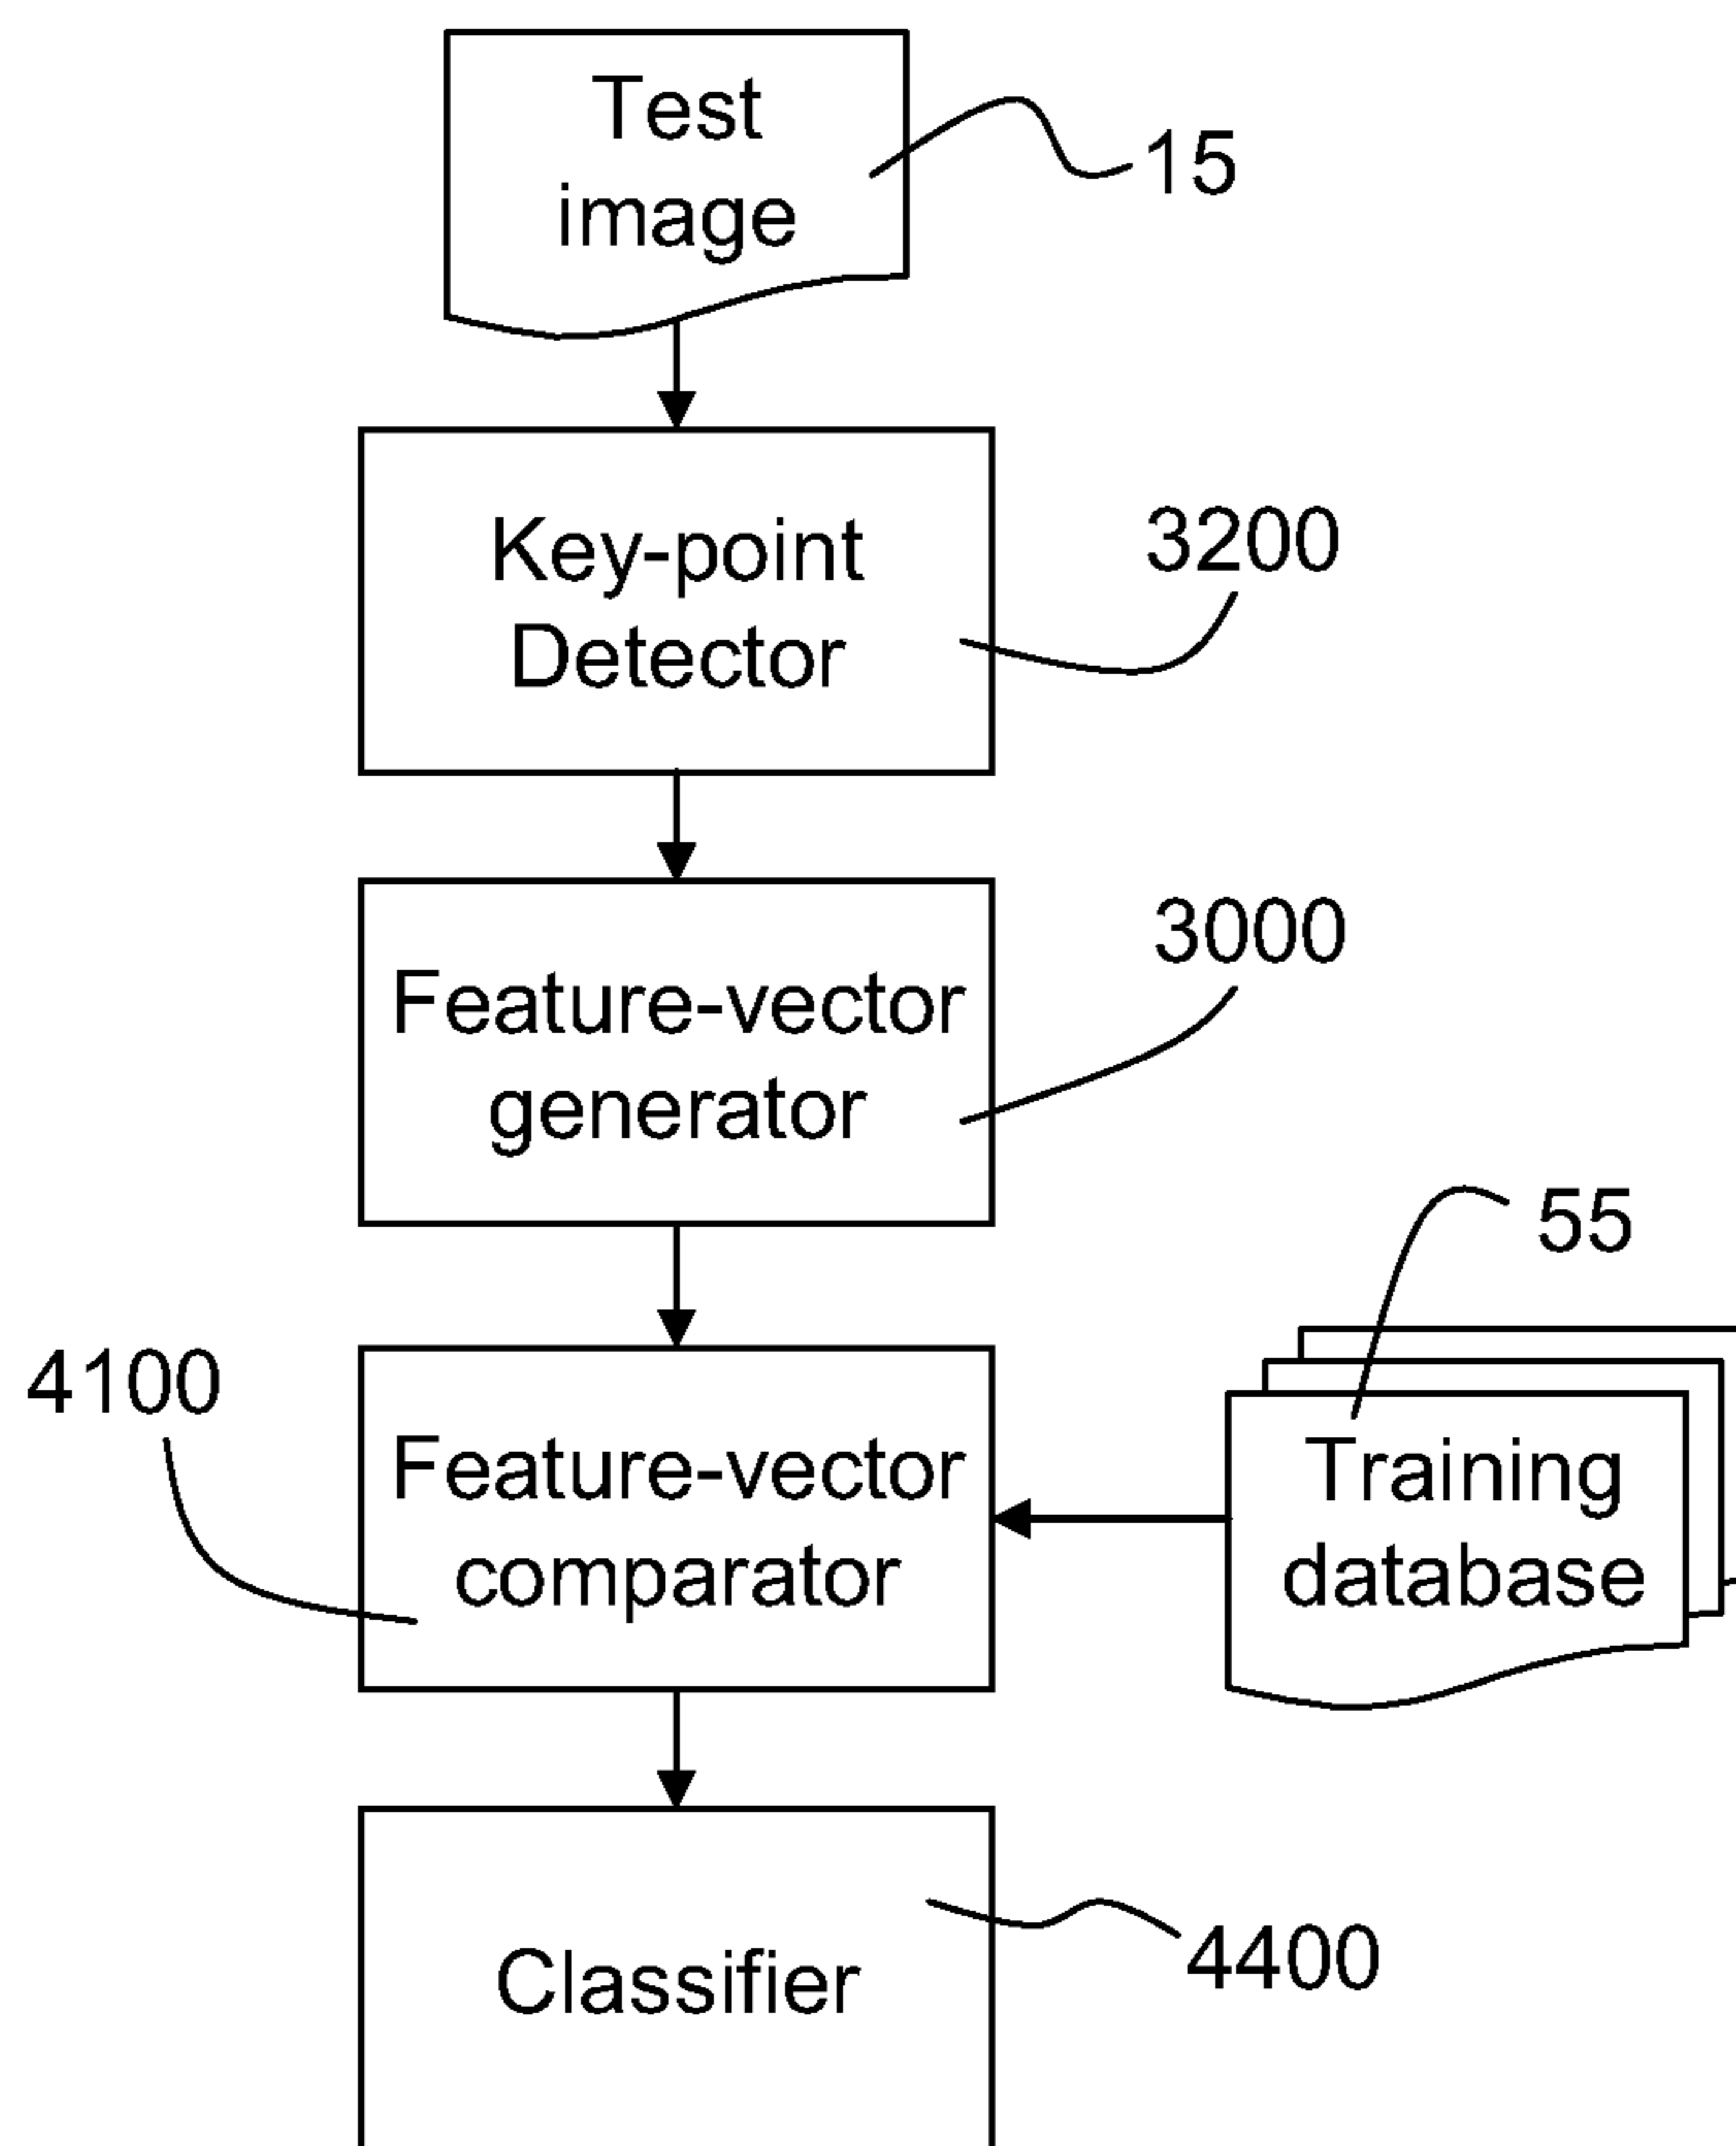 Test
image
15
Key-point
Detector
3200
Feature-vector
generator
3000
55
4100
Feature-vector
comparator
Training
database
Classifier
4400